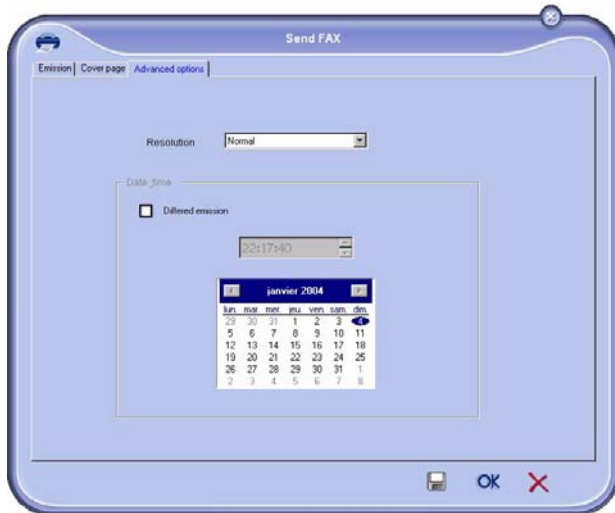 Send FAX
Emission Cover page Advanced options
Resolution Normal
Date_time
Differed emission
22:17:40
janvier 2004
lun. mar. mer. jeu. ven. sam. dim.
29 30 31 1 2 3 4
5 6 7 8 9 10 11
12 13 14 15 16 17 18
19 20 21 22 23 24 25
26 27 28 29 30 31 1
2 3 4 5 6 7 8
OK